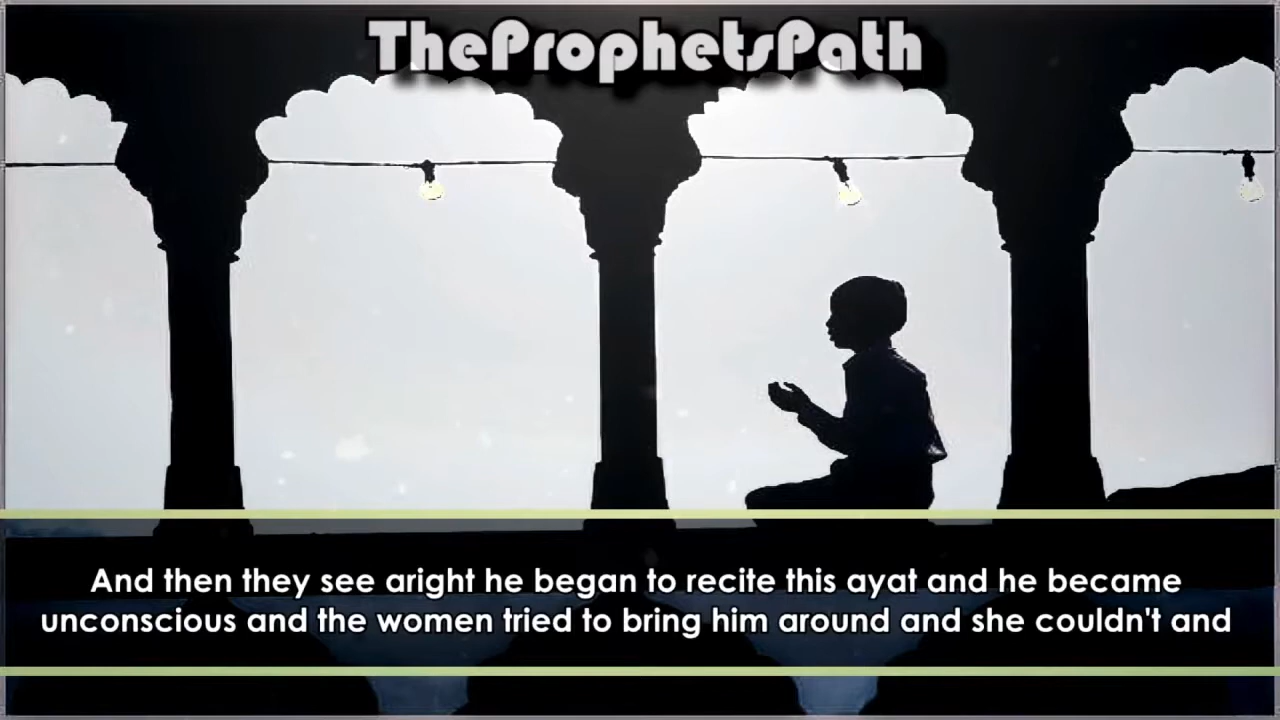 TheProphetsPath
And then they see aright he began to recite this ayat and he became
unconscious and the women tried to bring him around and she couldn't and